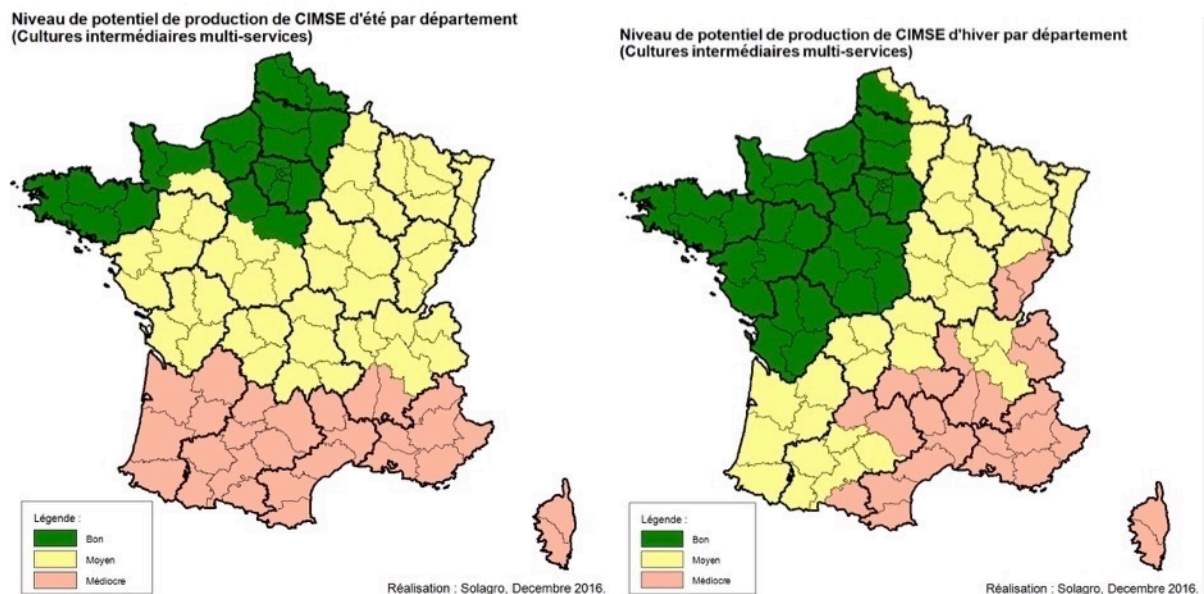 Niveau de potentiel de production de CIMSE d'été par département
(Cultures intermédiaires multi-services)
Légende :
Bon
Moyen
Médiocre
Réalisation : Solagro, Decembre 2016.
Niveau de potentiel de production de CIMSE d'hiver par département
(Cultures intermédiaires multi-services)
Légende :
Bon
Moyen
Médiocre
Réalisation : Solagro, Decembre 2016.